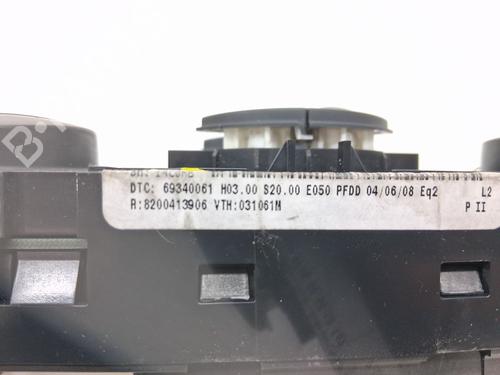 DTC: 69340061 H03.00 S20.00 E050 PFDD 04/06/08 Eq2 L2
R:8200413906 VTH:031061M P II